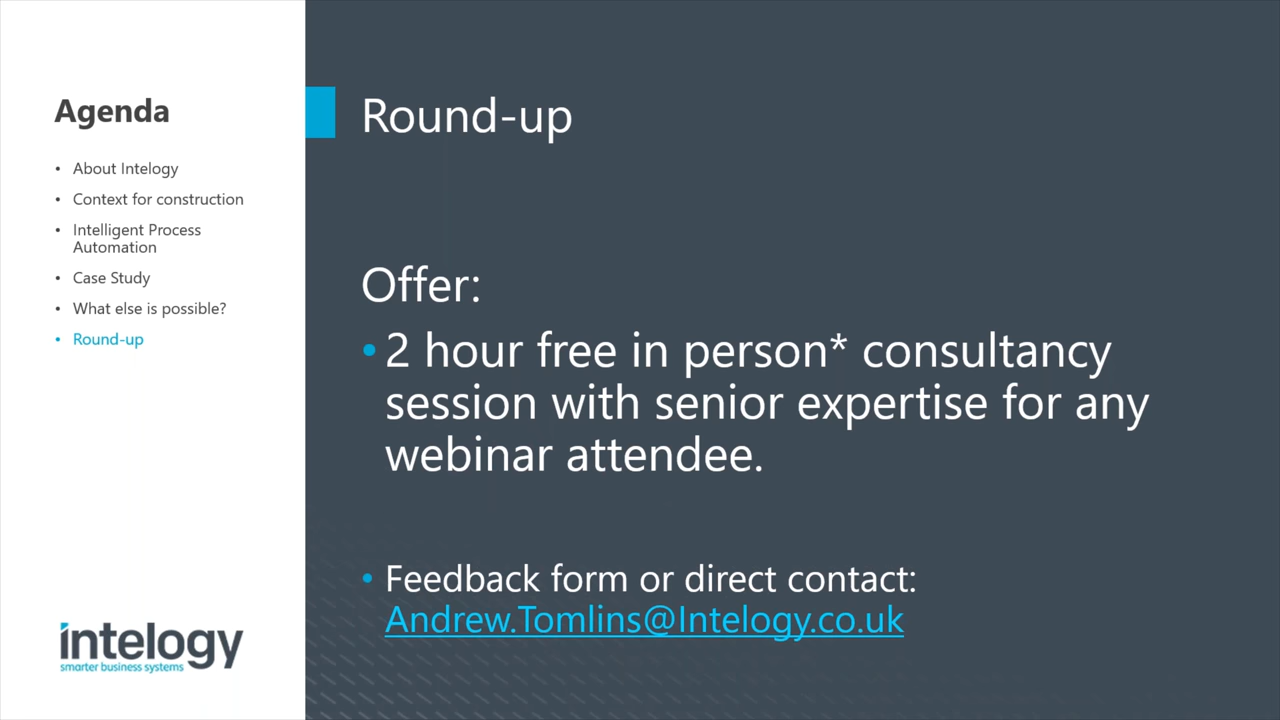 Agenda
• About Intelogy
• Context for construction
• Intelligent Process
Automation
• Case Study
• What else is possible?
• Round-up
intelogy
smarter business systems
Round-up
Offer:
• 2 hour free in person* consultancy
session with senior expertise for any
webinar attendee.
• Feedback form or direct contact:
Andrew.Tomlins@Intelogy.co.uk